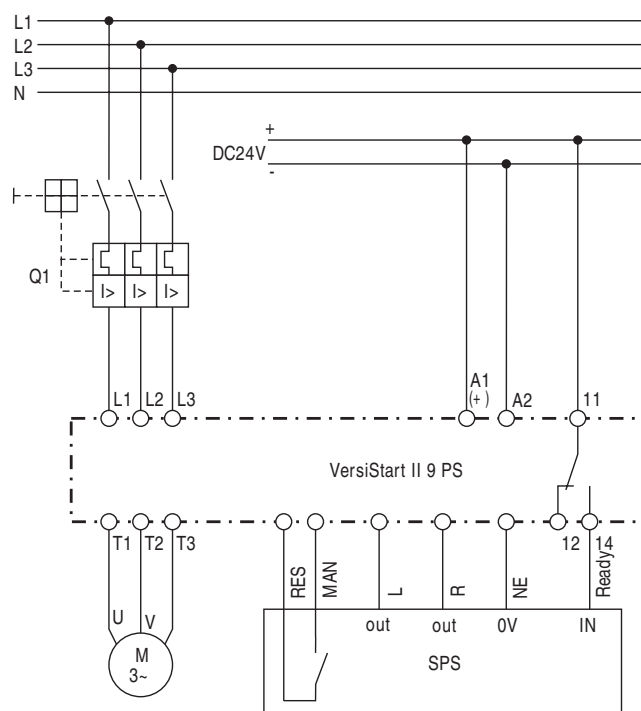 L1
L2
L3
N
+
DC24V
-
Q1
I> I> I>
L1 L2 L3
A1
(+)
A2
11
VersiStart II 9 PS
T1 T2 T3
12 14
RES
MAN
L
R
NE
Ready
U V
M
3~
out out 0V IN
SPS